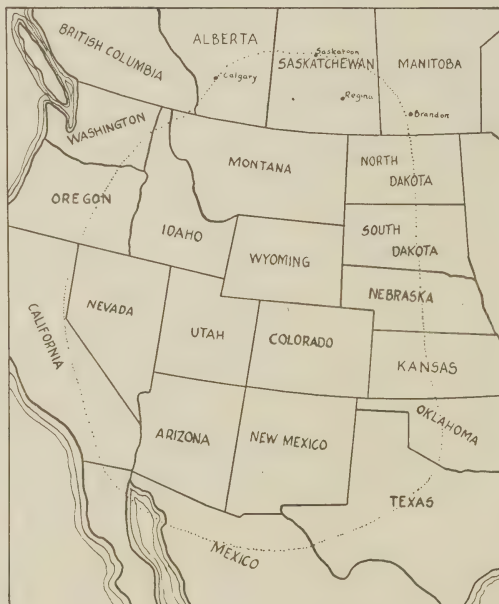 BRITISH COLUMBIA
ALBERTA
SASKATCHEWAN
MANITOBA
Saskatoon
Calgary
Regina
Brandon
WASHINGTON
MONTANA
NORTH
DAKOTA
OREGON
IDAHO
WYOMING
SOUTH
DAKOTA
NEBRASKA
CALIFORNIA
NEVADA
UTAH
COLORADO
KANSAS
OKLAHOMA
ARIZONA
NEW MEXICO
TEXAS
MEXICO